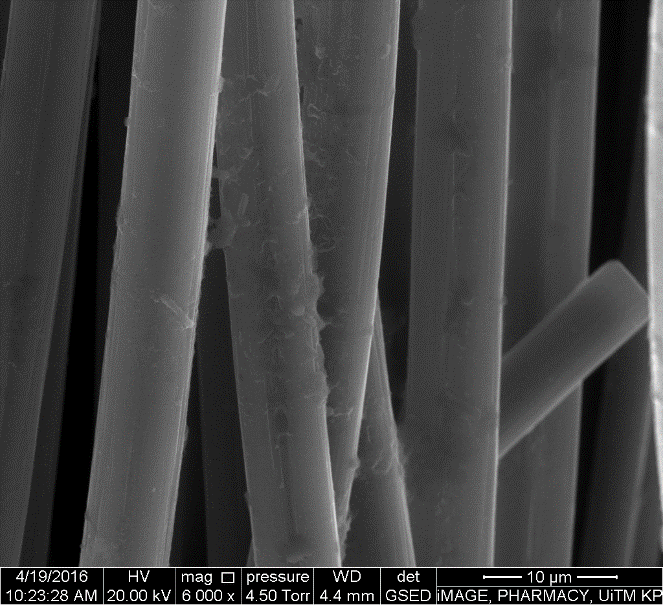 4/19/2016 HV mag pressure WD det 10 µm
10:23:28 AM 20.00 kV 6 000 x 4.50 Torr 4.4 mm GSED iMAGE, PHARMACY, UiTM KP